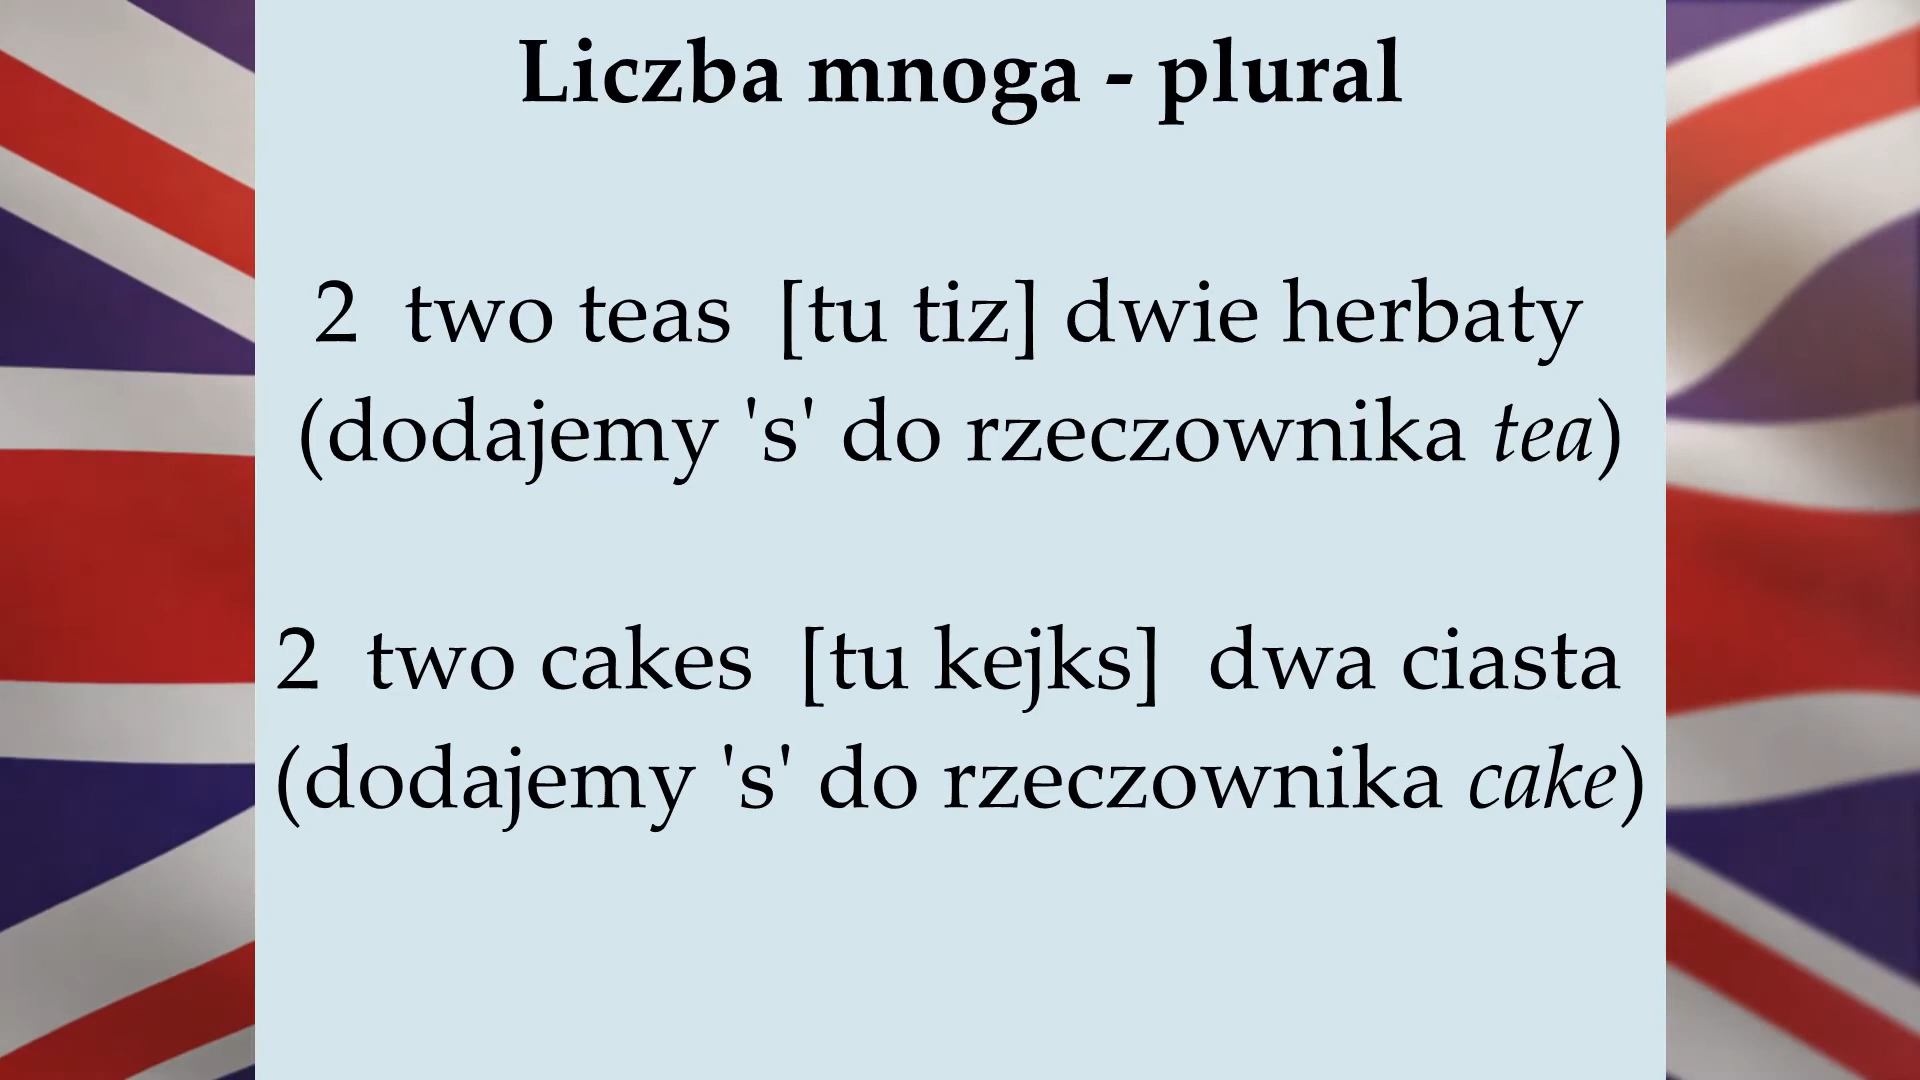 Liczba mnoga - plural
2 two teas [tu tiz] dwie herbaty
(dodajemy 's' do rzeczownika tea)
2 two cakes [tu kejks] dwa ciasta
(dodajemy 's' do rzeczownika cake)